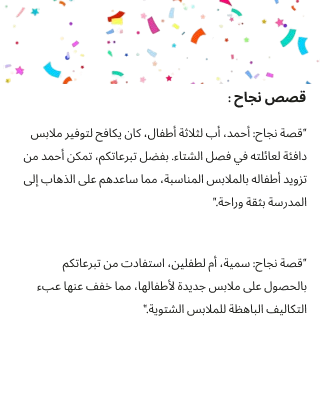 قصص نجاح :
"قصة نجاح: أحمد، أب لثلاثة أطفال، كان يكافح لتوفير ملابس
دافئة لعائلته في فصل الشتاء. بفضل تبرعاتكم، تمكن أحمد من
تزويد أطفاله بالملابس المناسبة، مما ساعدهم على الذهاب إلى
المدرسة بثقة وراحة."
"قصة نجاح: سمية، أم لطفلين، استفادت من تبرعاتكم
بالحصول على ملابس جديدة لأطفالها، مما خفف عنها عبء
التكاليف الباهظة للملابس الشتوية."